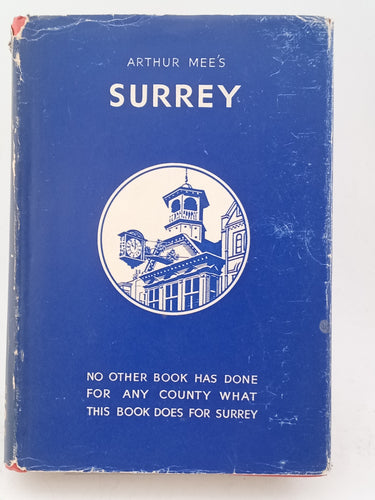 ARTHUR MEE'S
SURREY
NO OTHER BOOK HAS DONE
FOR ANY COUNTY WHAT
THIS BOOK DOES FOR SURREY